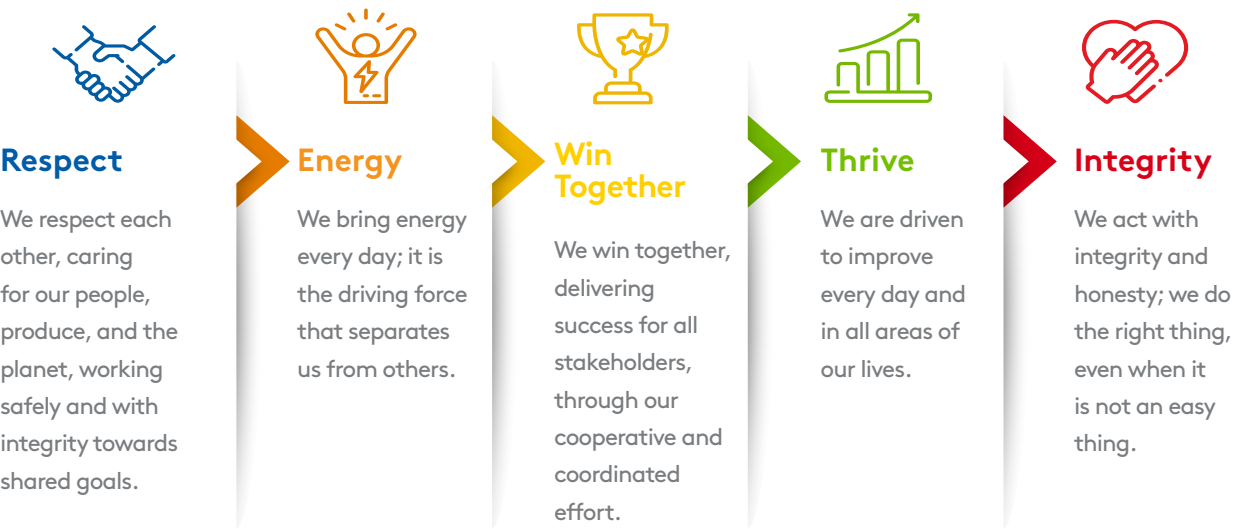 Respect
We respect each
other, caring
for our people,
produce, and the
planet, working
safely and with
integrity towards
shared goals.
Energy
We bring energy
every day; it is
the driving force
that separates
us from others.
Win
Together
We win together,
delivering
success for all
stakeholders,
through our
cooperative and
coordinated
effort.
Thrive
We are driven
to improve
every day and
in all areas of
our lives.
Integrity
We act with
integrity and
honesty; we do
the right thing,
even when it
is not an easy
thing.